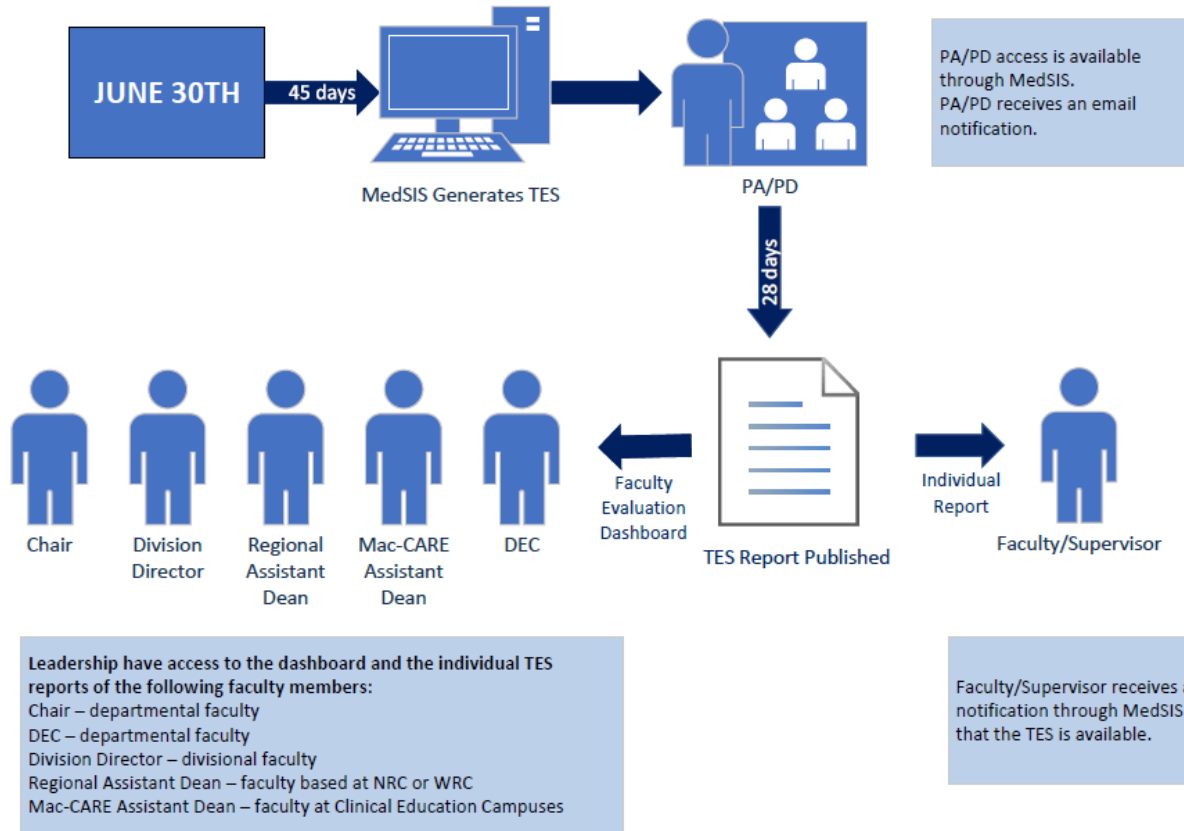 JUNE 30TH
45 days
MedSIS Generates TES
PA/PD
PA/PD access is available
through MedSIS.
PA/PD receives an email
notification.
28 days
Chair
Division
Director
Regional
Assistant
Dean
Mac-CARE
Assistant
Dean
DEC
Faculty
Evaluation
Dashboard
TES Report Published
Individual
Report
Faculty/Supervisor
Leadership have access to the dashboard and the individual TES
reports of the following faculty members:
Chair – departmental faculty
DEC – departmental faculty
Division Director – divisional faculty
Regional Assistant Dean – faculty based at NRC or WRC
Mac-CARE Assistant Dean – faculty at Clinical Education Campuses
Faculty/Supervisor receives a
notification through MedSIS
that the TES is available.